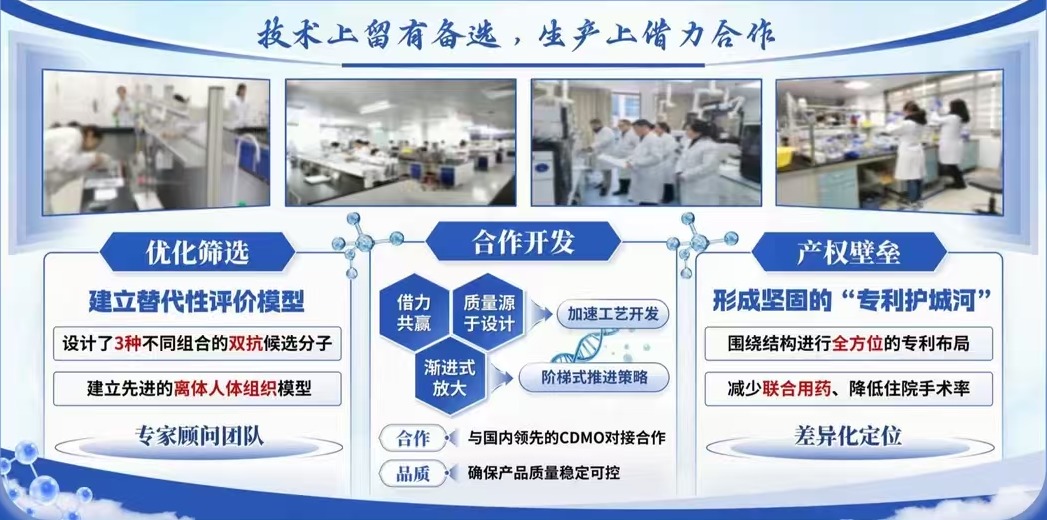 技术上留有备选，生产上借力合作
优化筛选
建立替代性评价模型
设计了3种不同组合的双抗候选分子
建立先进的离体人体组织模型
专家顾问团队
合作开发
借力
共赢
质量源
于设计
渐进式
放大
加速工艺开发
阶梯式推进策略
合作
与国内领先的CDMO对接合作
品质
确保产品质量稳定可控
产权壁垒
形成坚固的“专利护城河”
围绕结构进行全方位的专利布局
减少联合用药、降低住院手术率
差异化定位